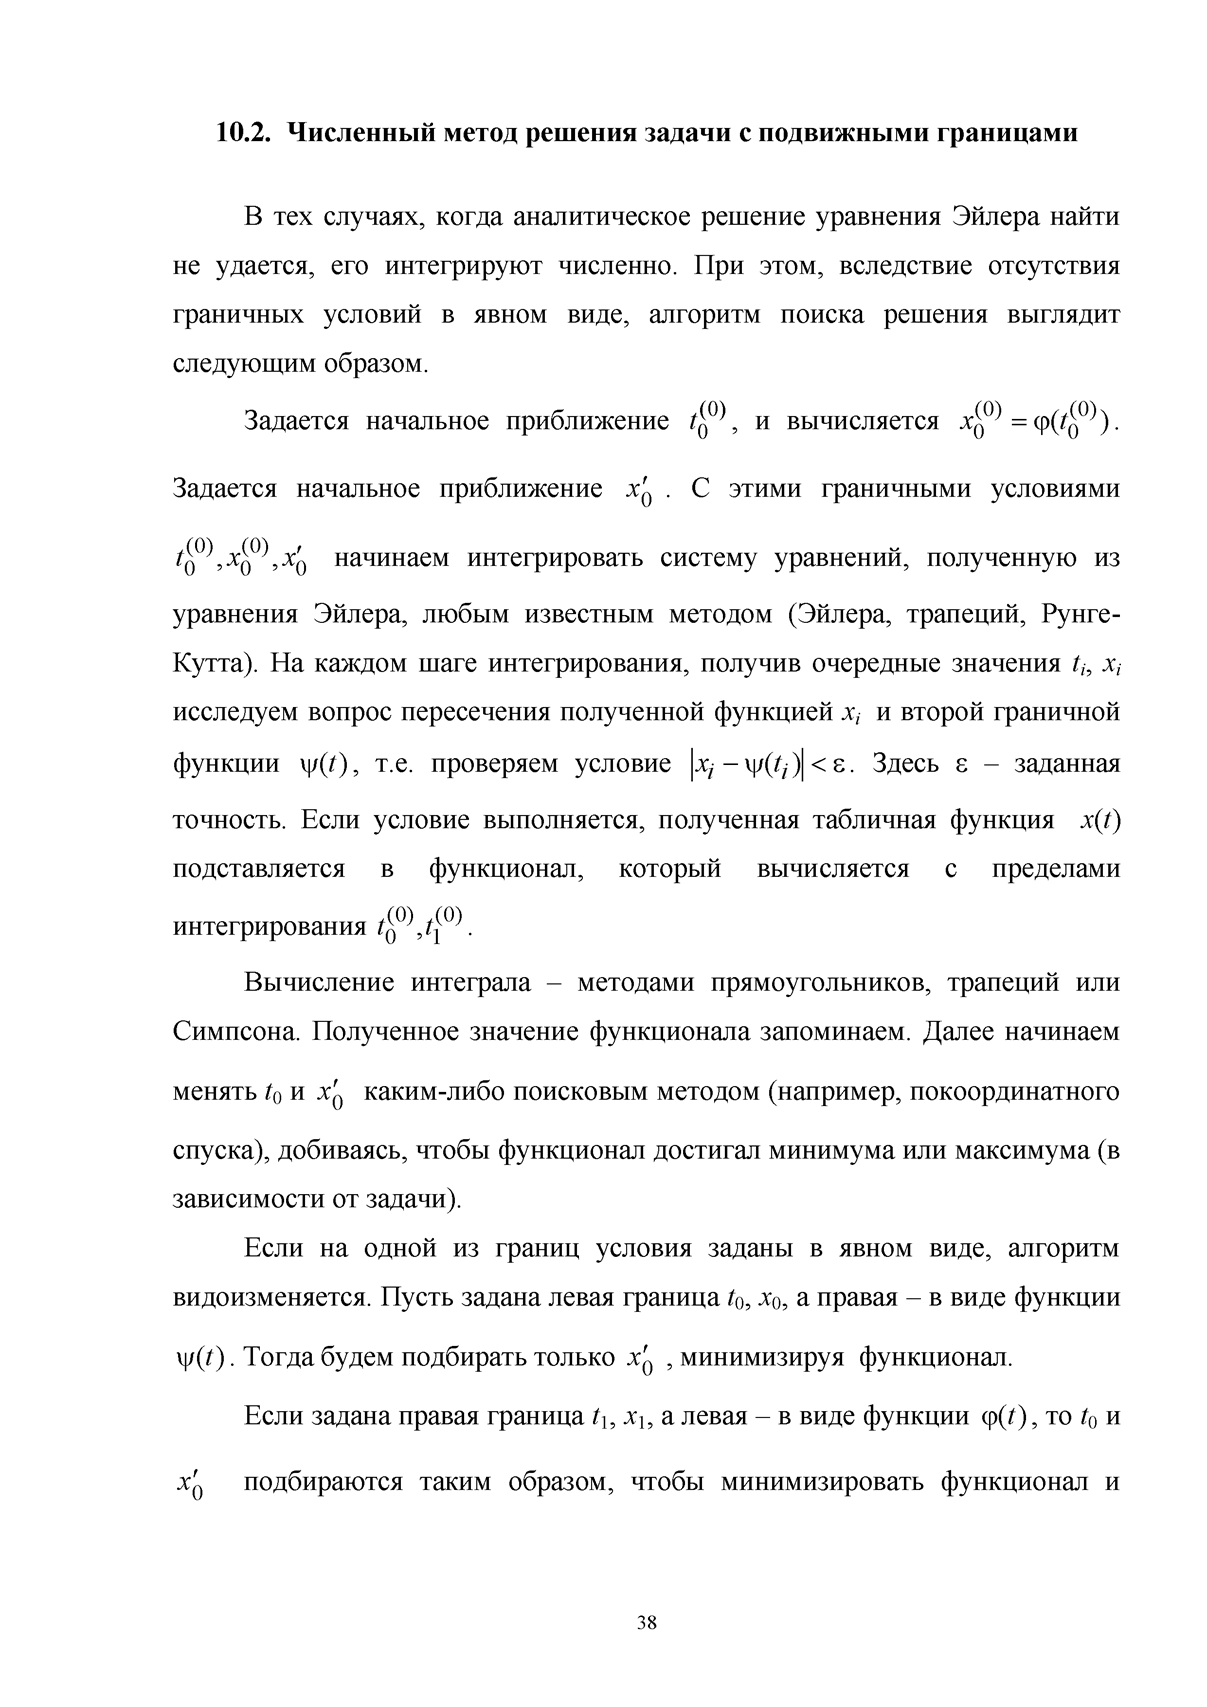 10.2. Численный метод решения задачи с подвижными границами
В тех случаях, когда аналитическое решение уравнения Эйлера найти
не удается, его интегрируют численно. При этом, вследствие отсутствия
граничных условий в явном виде, алгоритм поиска решения выглядит
следующим образом.
Задается начальное приближение $t_0^{(0)}$, и вычисляется $x_0^{(0)} = \varphi(t_0^{(0)})$.
Задается начальное приближение $x_0'$ . С этими граничными условиями
$t_0^{(0)}, x_0^{(0)}, x_0'$ начинаем интегрировать систему уравнений, полученную из
уравнения Эйлера, любым известным методом (Эйлера, трапеций, Рунге-
Кутта). На каждом шаге интегрирования, получив очередные значения $t_i$, $x_i$
исследуем вопрос пересечения полученной функцией $x_i$ и второй граничной
функции $\psi(t)$, т.е. проверяем условие $|x_i - \psi(t_i)| < \varepsilon$. Здесь ε – заданная
точность. Если условие выполняется, полученная табличная функция $x(t)$
подставляется в функционал, который вычисляется с пределами
интегрирования $t_0^{(0)}, t_1^{(0)}$.
Вычисление интеграла – методами прямоугольников, трапеций или
Симпсона. Полученное значение функционала запоминаем. Далее начинаем
менять $t_0$ и $x_0'$ каким-либо поисковым методом (например, покоординатного
спуска), добиваясь, чтобы функционал достигал минимума или максимума (в
зависимости от задачи).
Если на одной из границ условия заданы в явном виде, алгоритм
видоизменяется. Пусть задана левая граница $t_0$, $x_0$, а правая – в виде функции
$\psi(t)$. Тогда будем подбирать только $x_0'$ , минимизируя функционал.
Если задана правая граница $t_1$, $x_1$, а левая – в виде функции $\varphi(t)$, то $t_0$ и
$x_0'$ подбираются таким образом, чтобы минимизировать функционал и
38